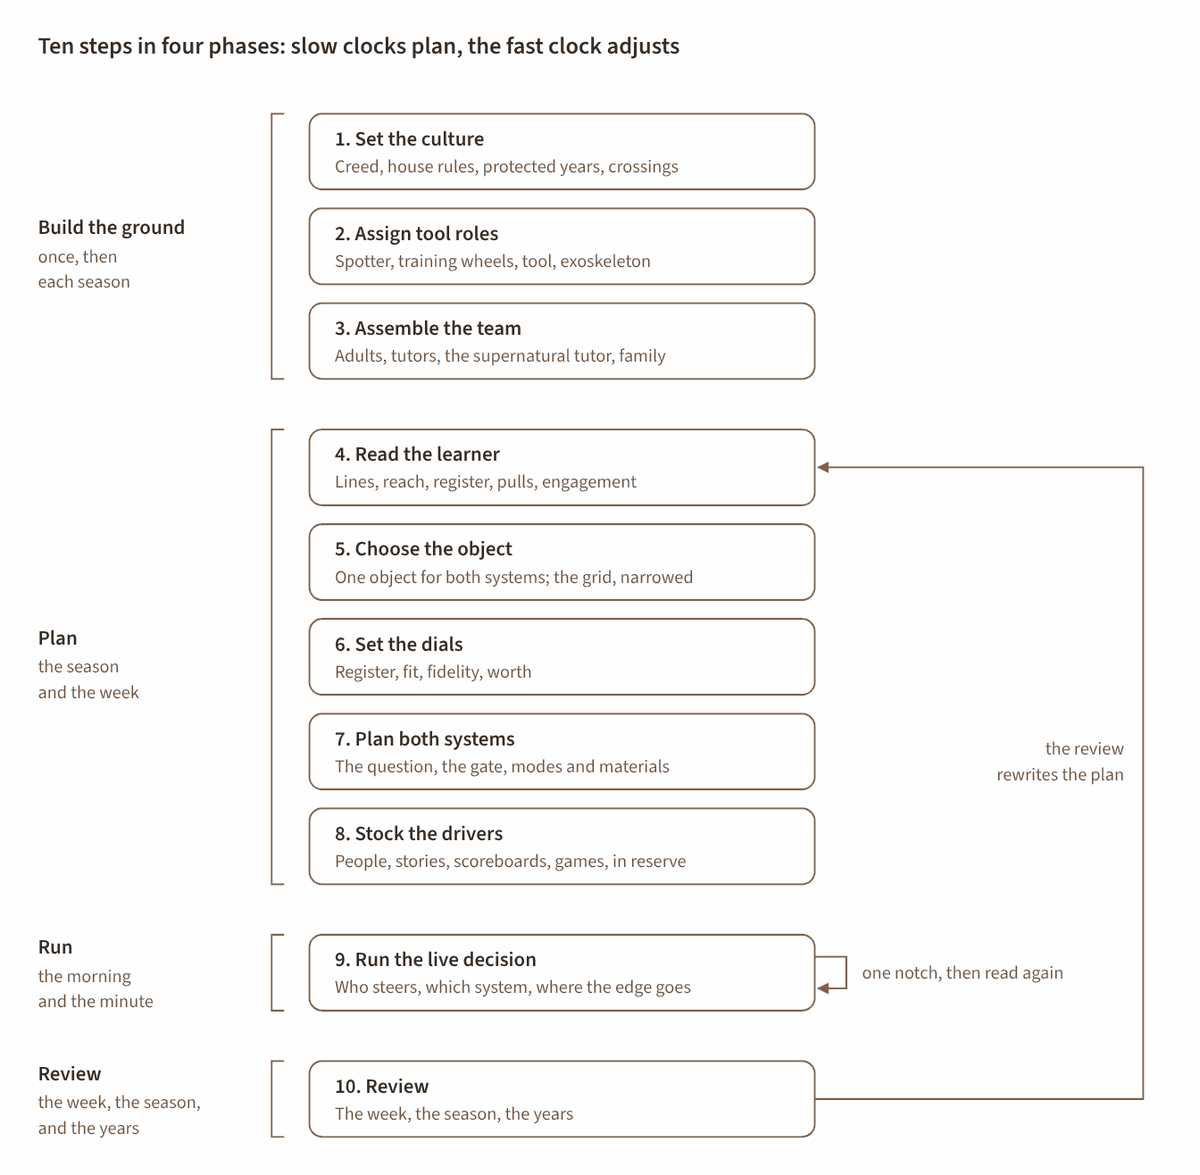 Ten steps in four phases: slow clocks plan, the fast clock adjusts
Build the ground
once, then
each season
1. Set the culture
Creed, house rules, protected years, crossings
2. Assign tool roles
Spotter, training wheels, tool, exoskeleton
3. Assemble the team
Adults, tutors, the supernatural tutor, family
Plan
the season
and the week
4. Read the learner
Lines, reach, register, pulls, engagement
5. Choose the object
One object for both systems; the grid, narrowed
6. Set the dials
Register, fit, fidelity, worth
7. Plan both systems
The question, the gate, modes and materials
8. Stock the drivers
People, stories, scoreboards, games, in reserve
the review
rewrites the plan
Run
the morning
and the minute
9. Run the live decision
Who steers, which system, where the edge goes
one notch, then read again
Review
the week, the season,
and the years
10. Review
The week, the season, the years